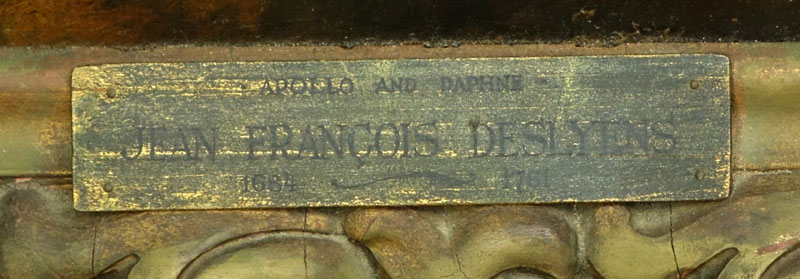 · APOLLO AND DAPHNE ·
JEAN FRANÇOIS DESLYENS
1684 1761